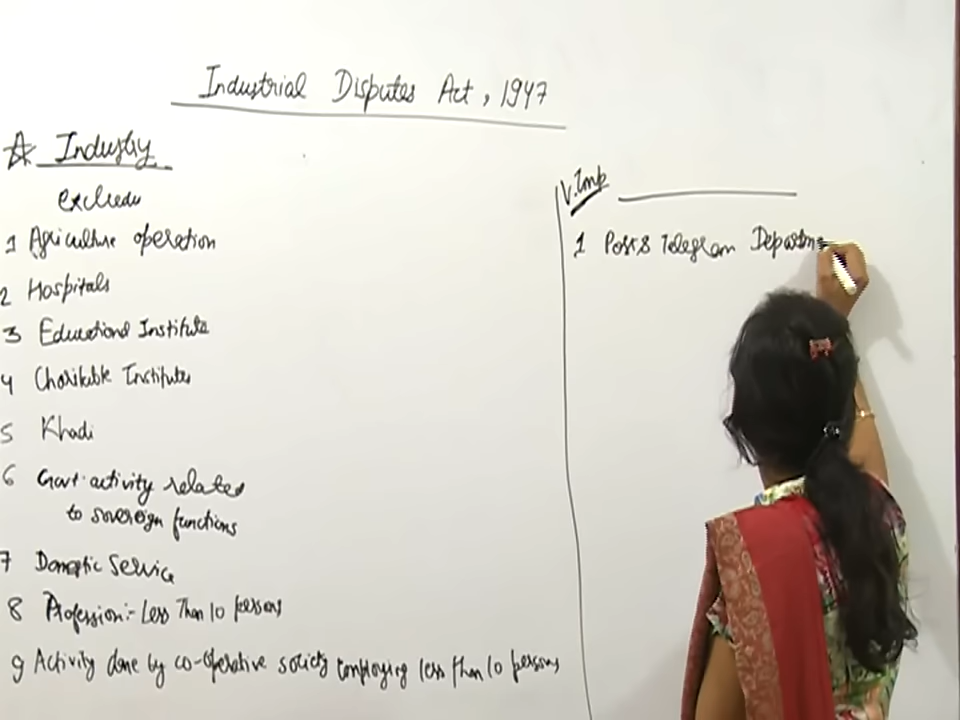 Industrial Disputes Act, 1947
☆ Industry
exclude
1 Agriculture operation
2 Hospitals
3 Educational Institute
4 Charitable Institutes
5 Khadi
6 Govt. activity related
to sovereign functions
7 Domestic Service
8 Profession:- Less Than 10 persons
9 Activity done by co-operative society employing less than 10 persons
V. Imp
1 Post & Telegram Departm